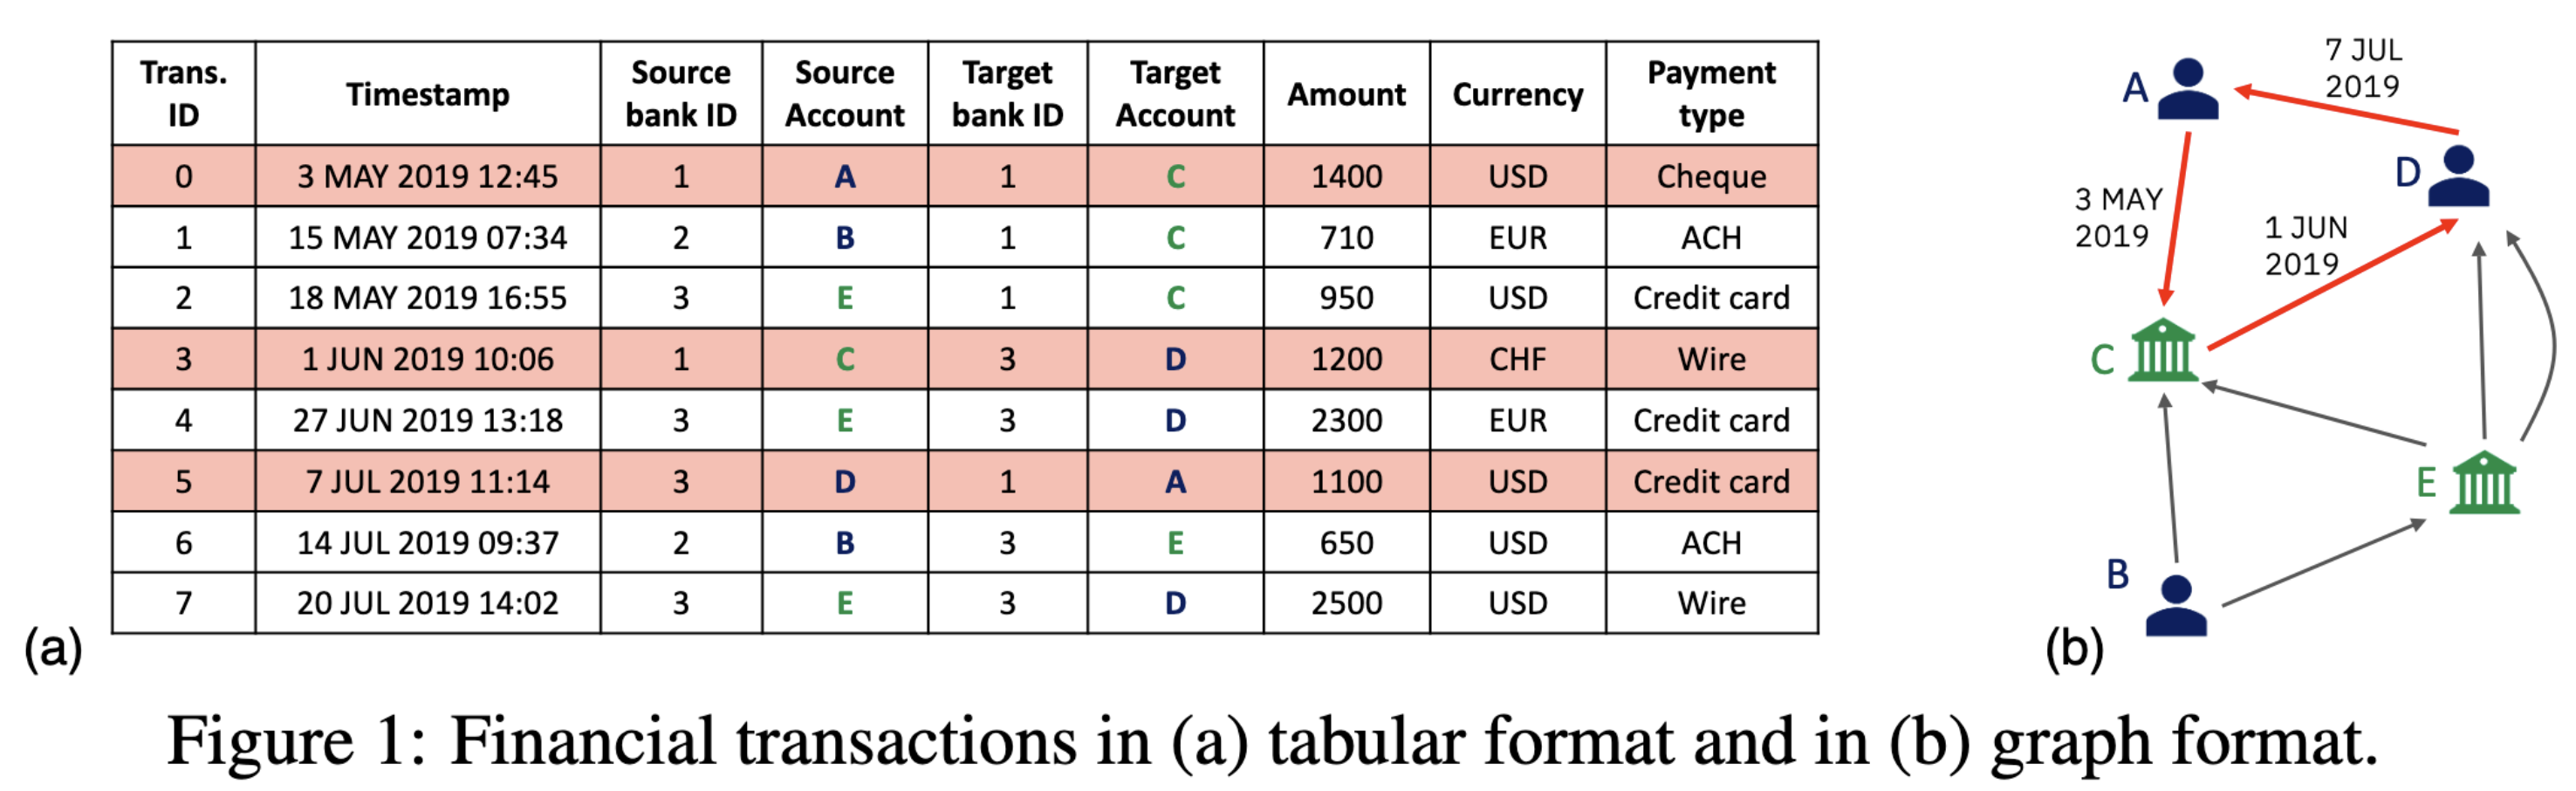 Trans. ID Timestamp Source bank ID Source Account Target bank ID Target Account Amount Currency Payment type
0 3 MAY 2019 12:45 1 A 1 C 1400 USD Cheque
1 15 MAY 2019 07:34 2 B 1 C 710 EUR ACH
2 18 MAY 2019 16:55 3 E 1 C 950 USD Credit card
3 1 JUN 2019 10:06 1 C 3 D 1200 CHF Wire
4 27 JUN 2019 13:18 3 E 3 D 2300 EUR Credit card
5 7 JUL 2019 11:14 3 D 1 A 1100 USD Credit card
6 14 JUL 2019 09:37 2 B 3 E 650 USD ACH
7 20 JUL 2019 14:02 3 E 3 D 2500 USD Wire
(a)
7 JUL
2019
A
D
3 MAY
2019
1 JUN
2019
C
E
B
(b)
Figure 1: Financial transactions in (a) tabular format and in (b) graph format.